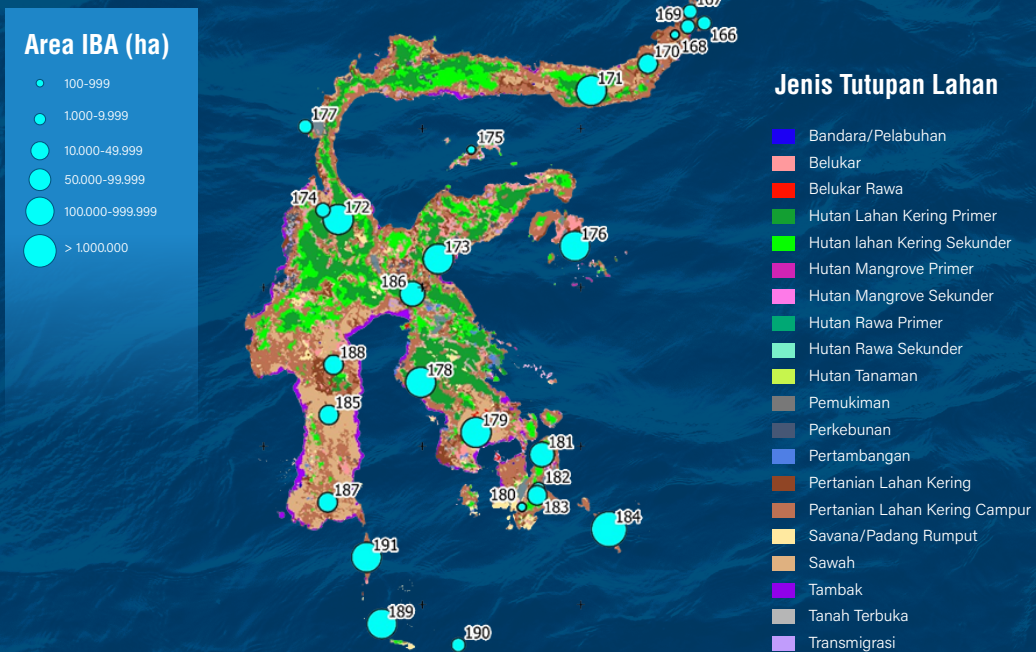 Area IBA (ha)
100-999
1.000-9.999
10.000-49.999
50.000-99.999
100.000-999.999
> 1.000.000
167
169
166
168
170
171
177
175
174
172
173
176
186
188
178
185
179
181
182
180
183
187
184
191
189
190
Jenis Tutupan Lahan
Bandara/Pelabuhan
Belukar
Belukar Rawa
Hutan Lahan Kering Primer
Hutan lahan Kering Sekunder
Hutan Mangrove Primer
Hutan Mangrove Sekunder
Hutan Rawa Primer
Hutan Rawa Sekunder
Hutan Tanaman
Pemukiman
Perkebunan
Pertambangan
Pertanian Lahan Kering
Pertanian Lahan Kering Campur
Savana/Padang Rumput
Sawah
Tambak
Tanah Terbuka
Transmigrasi